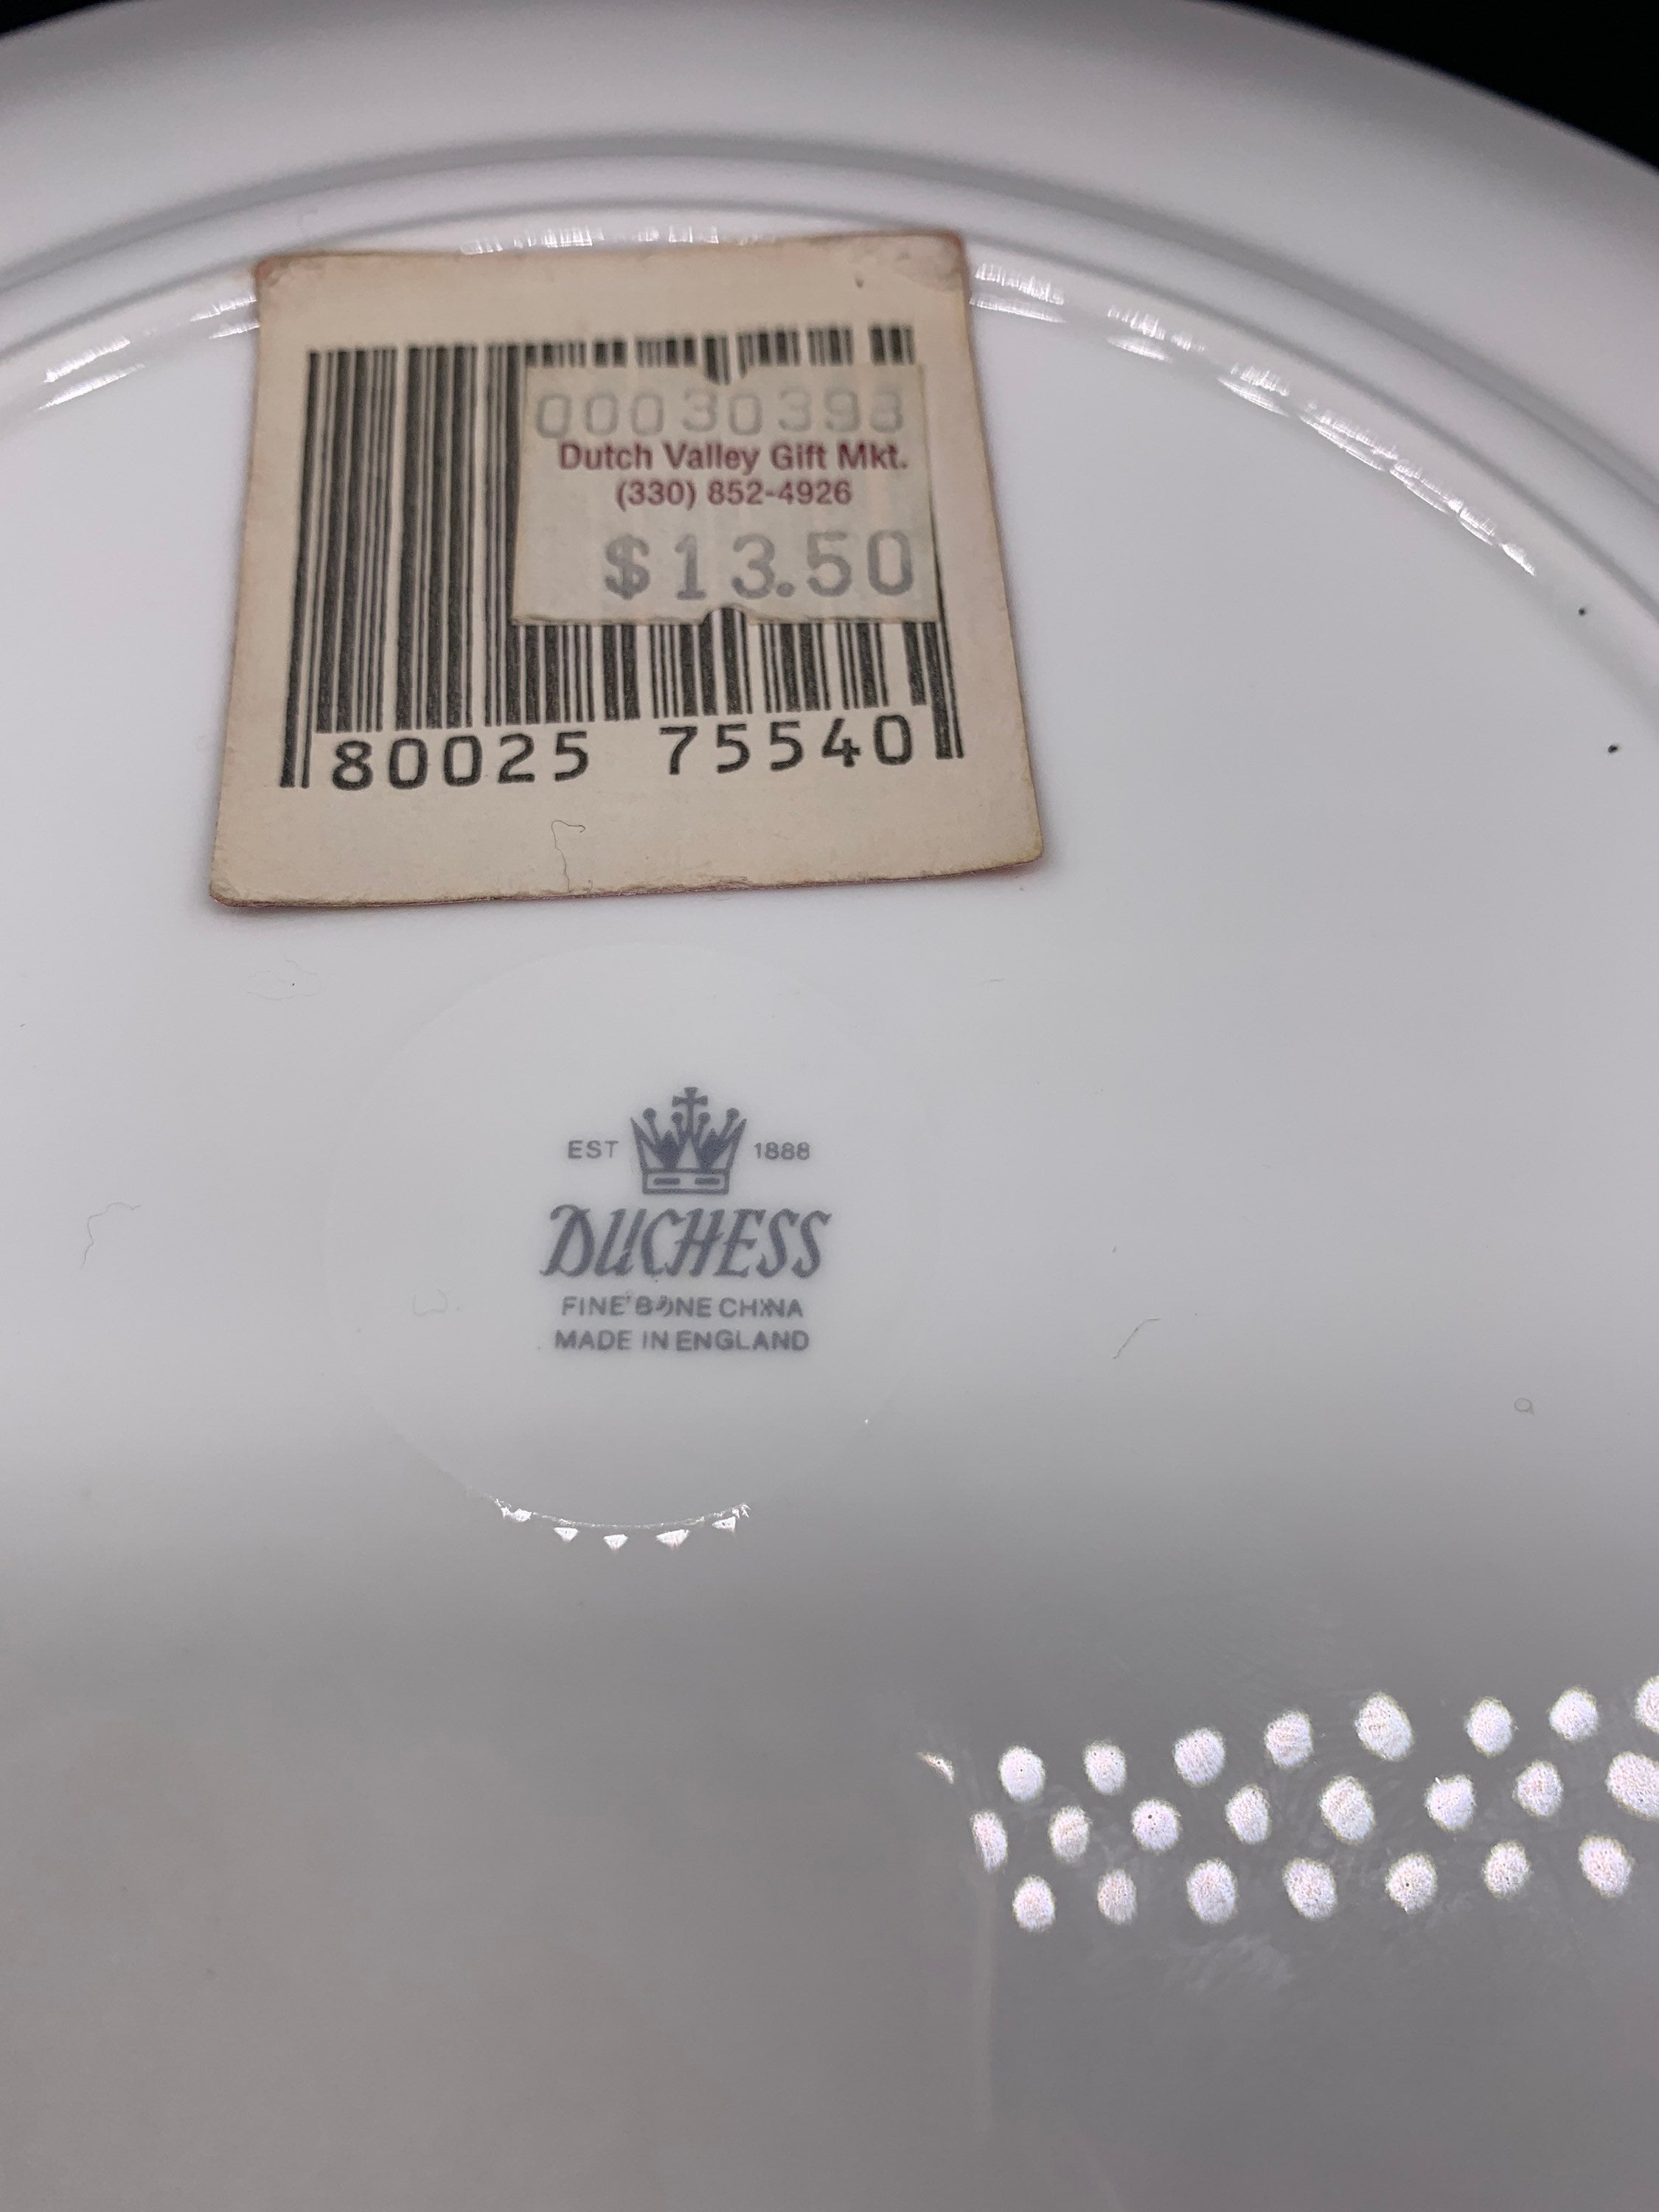 00030398
Dutch Valley Gift Mkt.
(330) 852-4926
$13.50
80025 75540
EST 1888
DUCHESS
FINE BONE CHINA
MADE IN ENGLAND